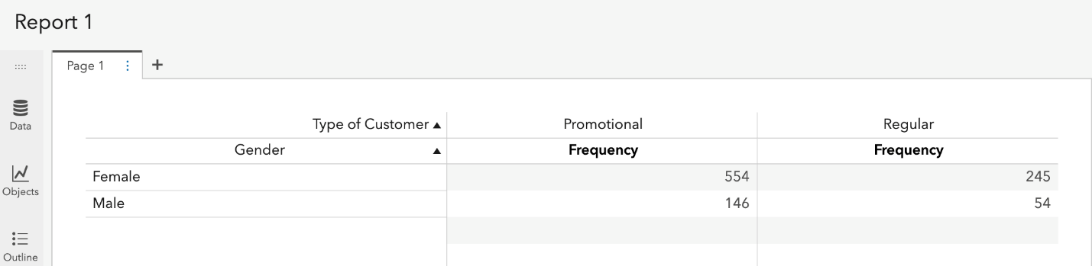 Report 1
Page 1
Data
Objects
Outline
Type of Customer Promotional Regular
Gender Frequency Frequency
Female 554 245
Male 146 54